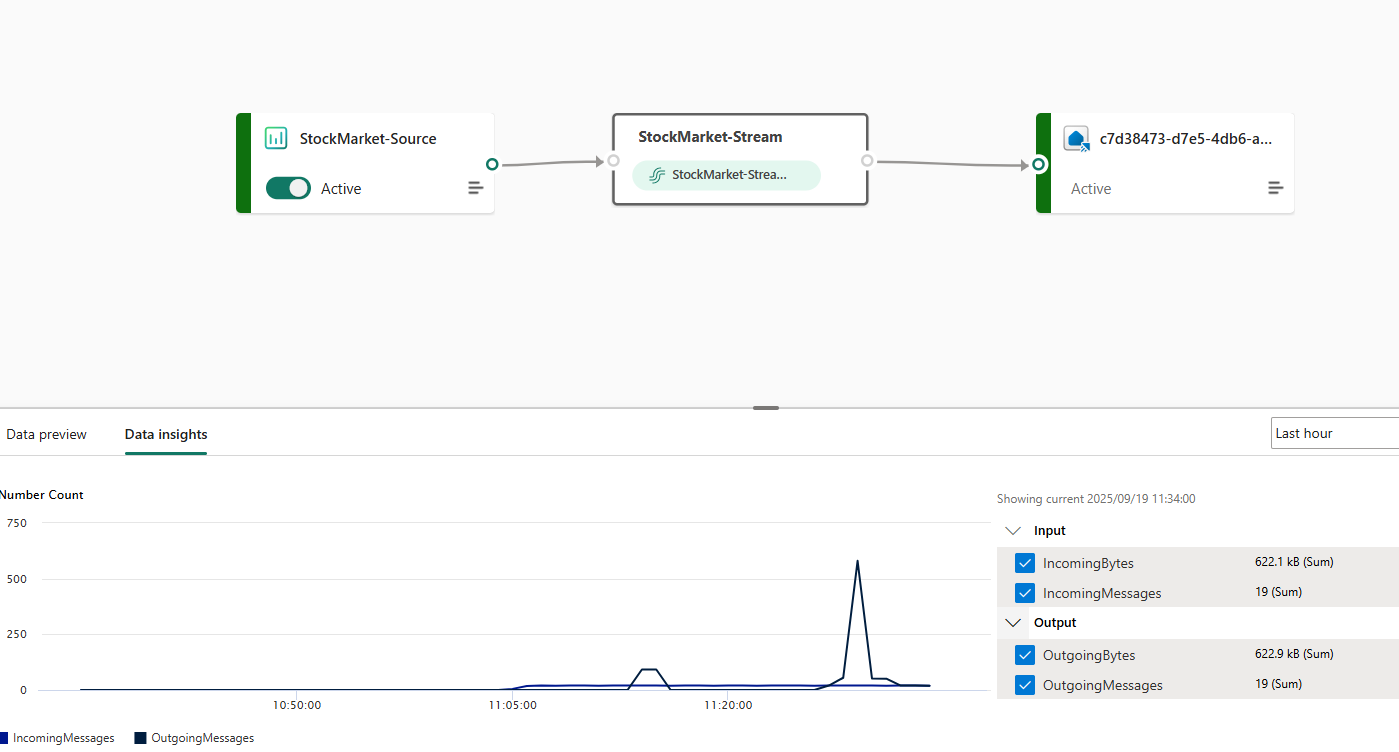 StockMarket-Source
Active
StockMarket-Stream
StockMarket-Strea...
c7d38473-d7e5-4db6-a...
Active
Data preview
Data insights
Last hour
Number Count
750
500
250
0
10:50:00
11:05:00
11:20:00
IncomingMessages
OutgoingMessages
Showing current 2025/09/19 11:34:00
Input
IncomingBytes 622.1 kB (Sum)
IncomingMessages 19 (Sum)
Output
OutgoingBytes 622.9 kB (Sum)
OutgoingMessages 19 (Sum)